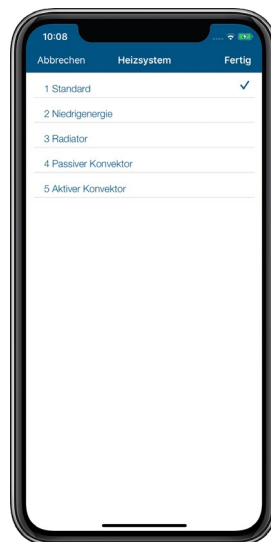 10:08
Abbrechen Heizsystem Fertig
1 Standard
2 Niedrigenergie
3 Radiator
4 Passiver Konvektor
5 Aktiver Konvektor